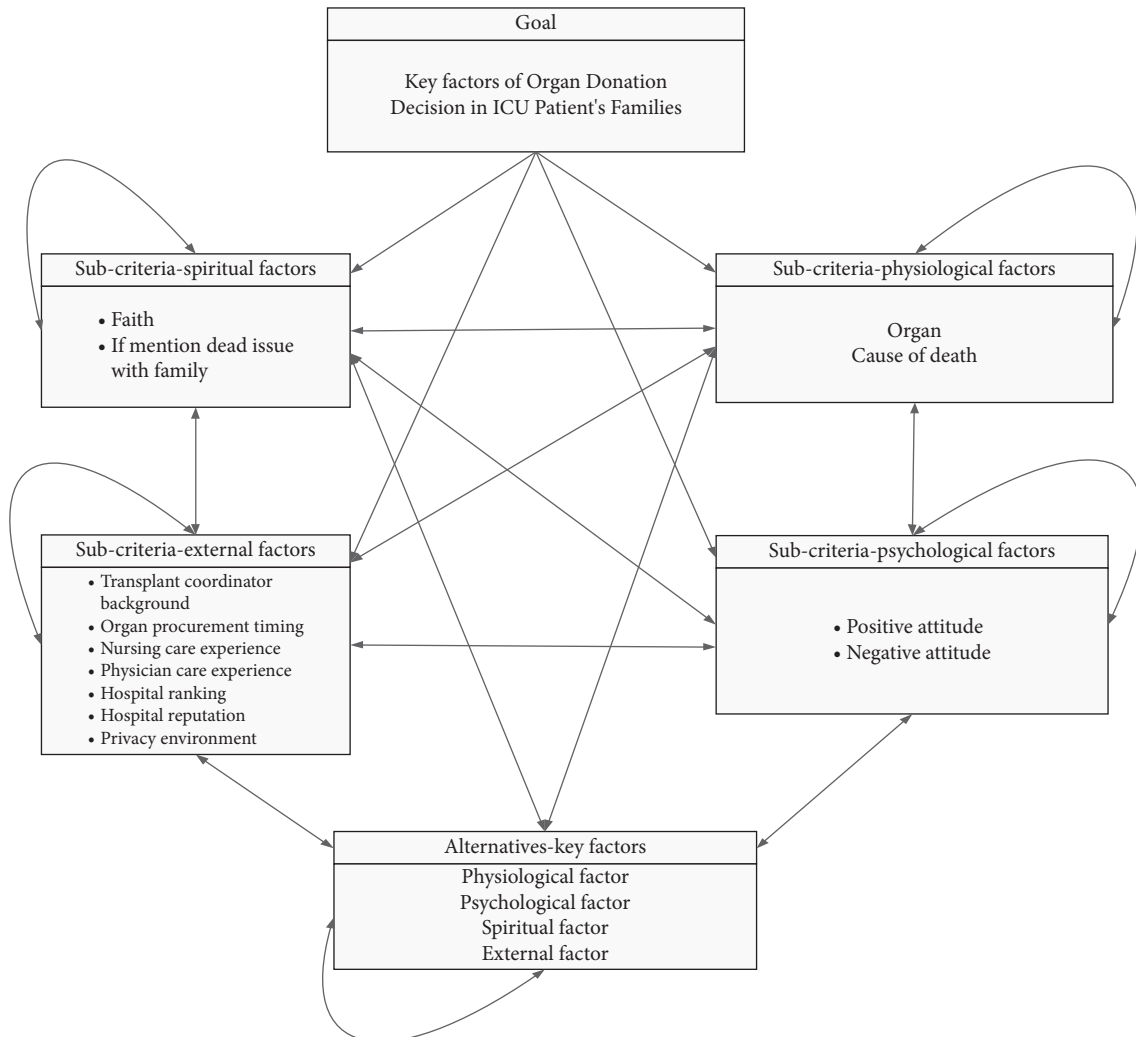 Goal
Key factors of Organ Donation
Decision in ICU Patient's Families
Sub-criteria-spiritual factors
• Faith
• If mention dead issue
with family
Sub-criteria-physiological factors
Organ
Cause of death
Sub-criteria-external factors
• Transplant coordinator
background
• Organ procurement timing
• Nursing care experience
• Physician care experience
• Hospital ranking
• Hospital reputation
• Privacy environment
Sub-criteria-psychological factors
• Positive attitude
• Negative attitude
Alternatives-key factors
Physiological factor
Psychological factor
Spiritual factor
External factor